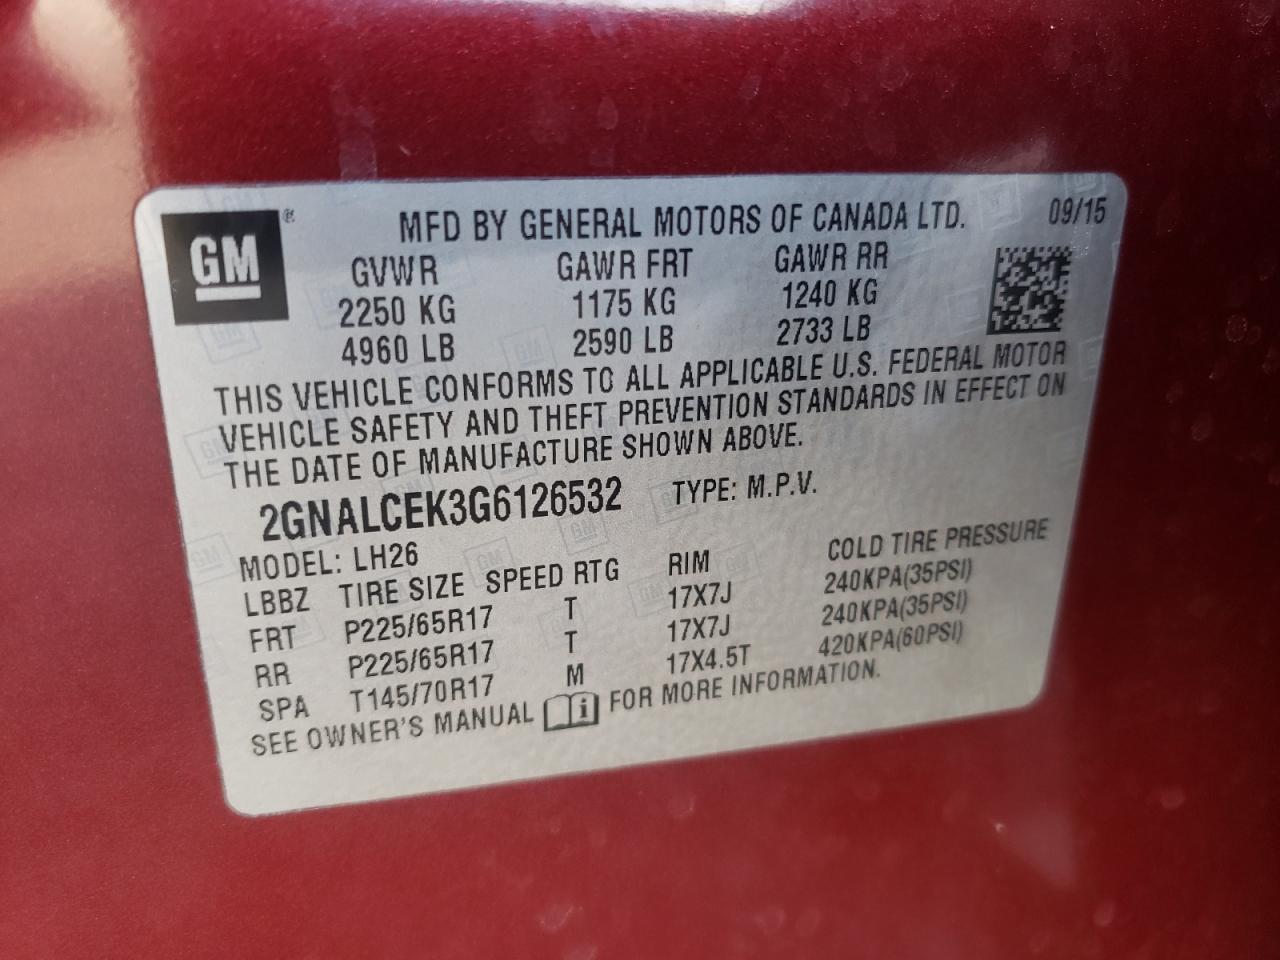 GM ® MFD BY GENERAL MOTORS OF CANADA LTD. 09/15
GVWR GAWR FRT GAWR RR
2250 KG 1175 KG 1240 KG
4960 LB 2590 LB 2733 LB
THIS VEHICLE CONFORMS TO ALL APPLICABLE U.S. FEDERAL MOTOR
VEHICLE SAFETY AND THEFT PREVENTION STANDARDS IN EFFECT ON
THE DATE OF MANUFACTURE SHOWN ABOVE.
2GNALCEK3G6126532 TYPE: M.P.V.
MODEL: LH26
LBBZ TIRE SIZE SPEED RTG RIM COLD TIRE PRESSURE
FRT P225/65R17 T 17X7J 240KPA(35PSI)
RR P225/65R17 T 17X7J 240KPA(35PSI)
SPA T145/70R17 M 17X4.5T 420KPA(60PSI)
SEE OWNER'S MANUAL i FOR MORE INFORMATION.